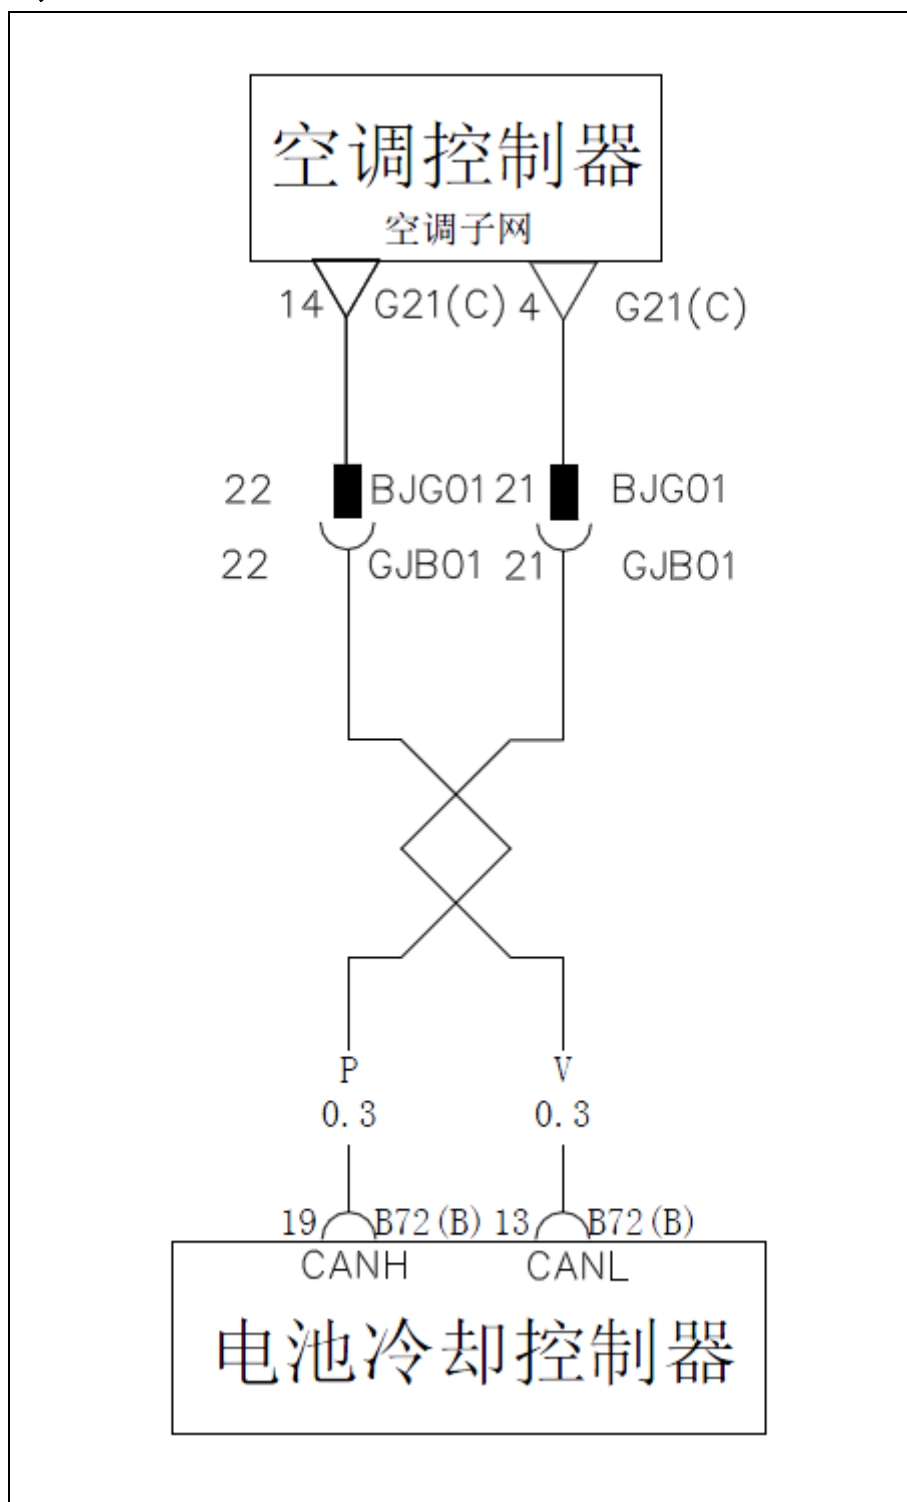 空调控制器
空调子网
14 G21(C) 4 G21(C)
22 BJG01 21 BJG01
22 GJB01 21 GJB01
P V
0.3 0.3
19 B72(B) 13 B72(B)
CANH CANL
电池冷却控制器